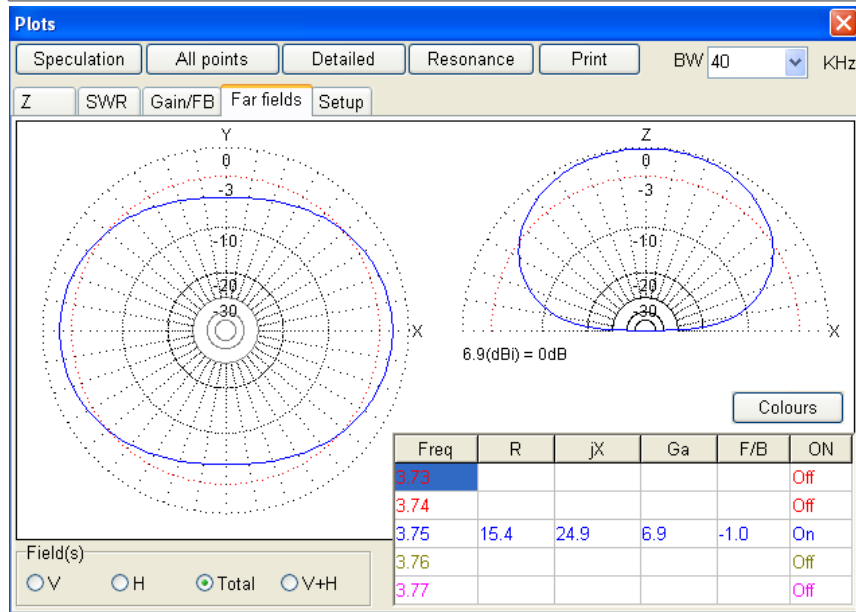 Plots
Speculation All points Detailed Resonance Print BW 40 KHz
Z SWR Gain/FB Far fields Setup
Y
0
-3
-10
-20
-30
X
Z
0
-3
-10
-20
-30
X
6.9(dBi) = 0dB
Colours
Freq R jX Ga F/B ON
3.73 Off
3.74 Off
3.75 15.4 24.9 6.9 -1.0 On
3.76 Off
3.77 Off
Field(s)
V H Total V+H